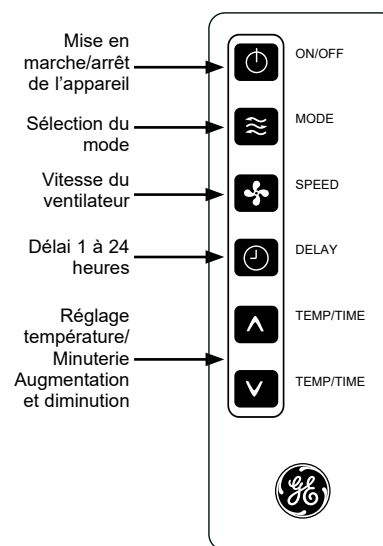 Mise en
marche/arrêt
de l'appareil
ON/OFF
Sélection du
mode
MODE
Vitesse du
ventilateur
SPEED
Délai 1 à 24
heures
DELAY
Réglage
température/
Minuterie
Augmentation
et diminution
TEMP/TIME
TEMP/TIME
GE